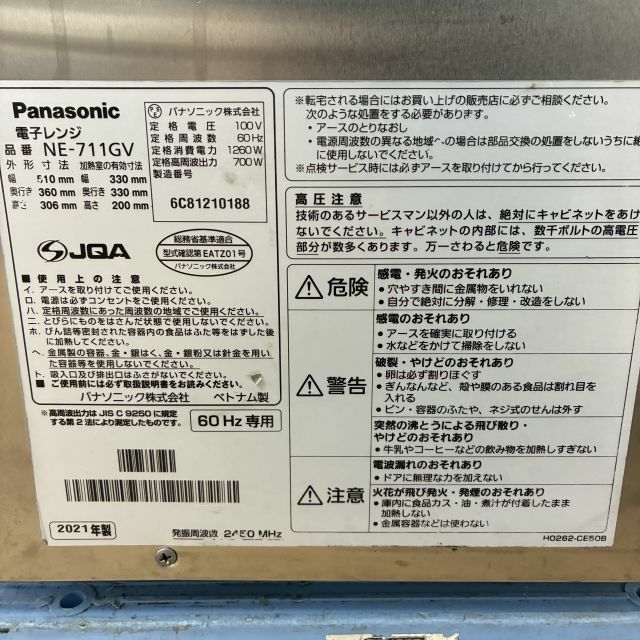 Panasonic
電子レンジ
品番 NE-711GV
外形寸法 加熱室の有効寸法
幅 510 mm 幅 330 mm
奥行き 360 mm 奥行き 330 mm
高さ 306 mm 高さ 200 mm
パナソニック株式会社
定格電圧 100V
定格周波数 60Hz
定格消費電力 1260W
定格高周波出力 700W
製造番号
6C81210188
JQA
総務省基準適合
型式確認第EATZ01号
パナソニック株式会社
■使用上の注意
イ. アースを取り付けてご使用ください。
ロ. 電源は必ずコンセントをご使用ください。
ハ. 定格周波数にあった周波数の地域でご使用ください。
ニ. とびらにものをはさんだ状態で使用しないでください。
ホ. びん詰等密封された容器内の食品はふた等をはずした後に加熱してください。
ヘ. 金属製の容器、金・銀はく、金・銀粉又は針金を用いた容器等を使用しないでください。
ト. 吸入口及び排出口はふさがないでください。
■ご使用前には必ず取扱説明書をお読みください。
パナソニック株式会社 ベトナム製
※高周波出力は JIS C 9250 に規定
する第2法により測定したものです。
60Hz専用
2021年製
発振周波数 2450 MHz
※転宅される場合にはお買い上げの販売店に必ずご相談ください。
次のような処置をする必要があります。
・アースのとりなおし
・電源周波数の異なる地域への場合は部品交換の処置をしないうちに絶
に使用しないでください。
※点検サービス時には必ずアースを取り付けてから行ってください。
高圧注意
技術のあるサービスマン以外の人は、絶対にキャビネットをあけ
ないでください。キャビネットの内部には、数千ボルトの高電圧
部分が数多くあります。万一さわると危険です。
危険
感電・発火のおそれあり
・穴やすき間に金属物をいれない
・自分で絶対に分解・修理・改造をしない
警告
感電のおそれあり
・アースを確実に取り付ける
・水などをかけて掃除をしない
破裂・やけどのおそれあり
・卵は必ず割りほぐす
・ぎんなんなど、殻や膜のある食品は割れ目を
入れる
・ビン・容器のふたや、ネジ式のせんは外す
突然の沸とうによる飛び散り・
やけどのおそれあり
・牛乳やコーヒーなどの飲み物を加熱しすぎない
注意
電波漏れのおそれあり
・ドアに無理な力を加えない
火花が飛び発火・発煙のおそれあり
・庫内に食品カス・油・煮汁が付着したまま
加熱しない
・金属容器などは使わない
H0262-CE50B